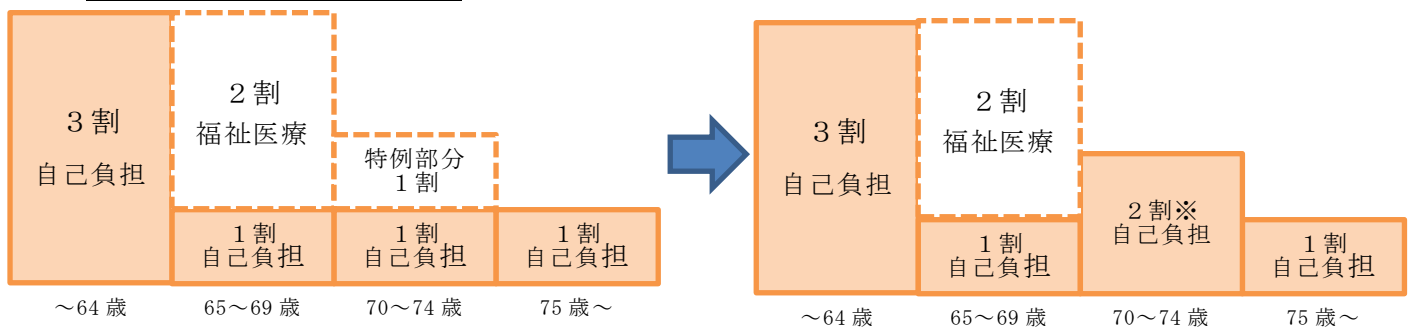 ３割
自己負担
２割
福祉医療
１割
自己負担
特例部分
１割
１割
自己負担
１割
自己負担
～64 歳
65～69 歳
70～74 歳
75 歳～
３割
自己負担
２割
福祉医療
１割
自己負担
２割※
自己負担
１割
自己負担
～64 歳
65～69 歳
70～74 歳
75 歳～